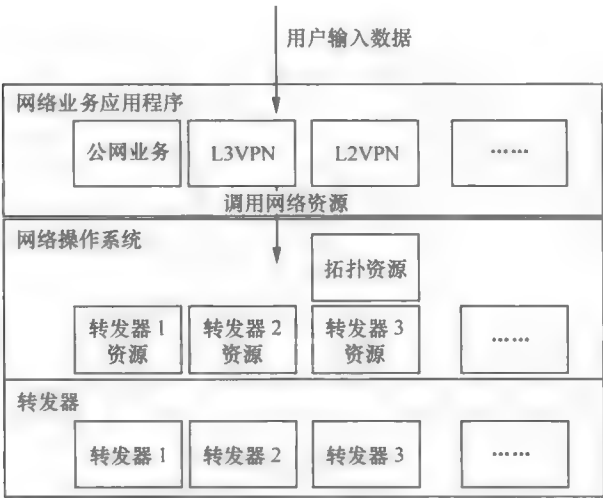 用户输入数据
网络业务应用程序
公网业务 L3VPN L2VPN ……
调用网络资源
网络操作系统
拓扑资源
转发器1 转发器2 转发器3
资源 资源 资源 ……
转发器
转发器1 转发器2 转发器3 ……